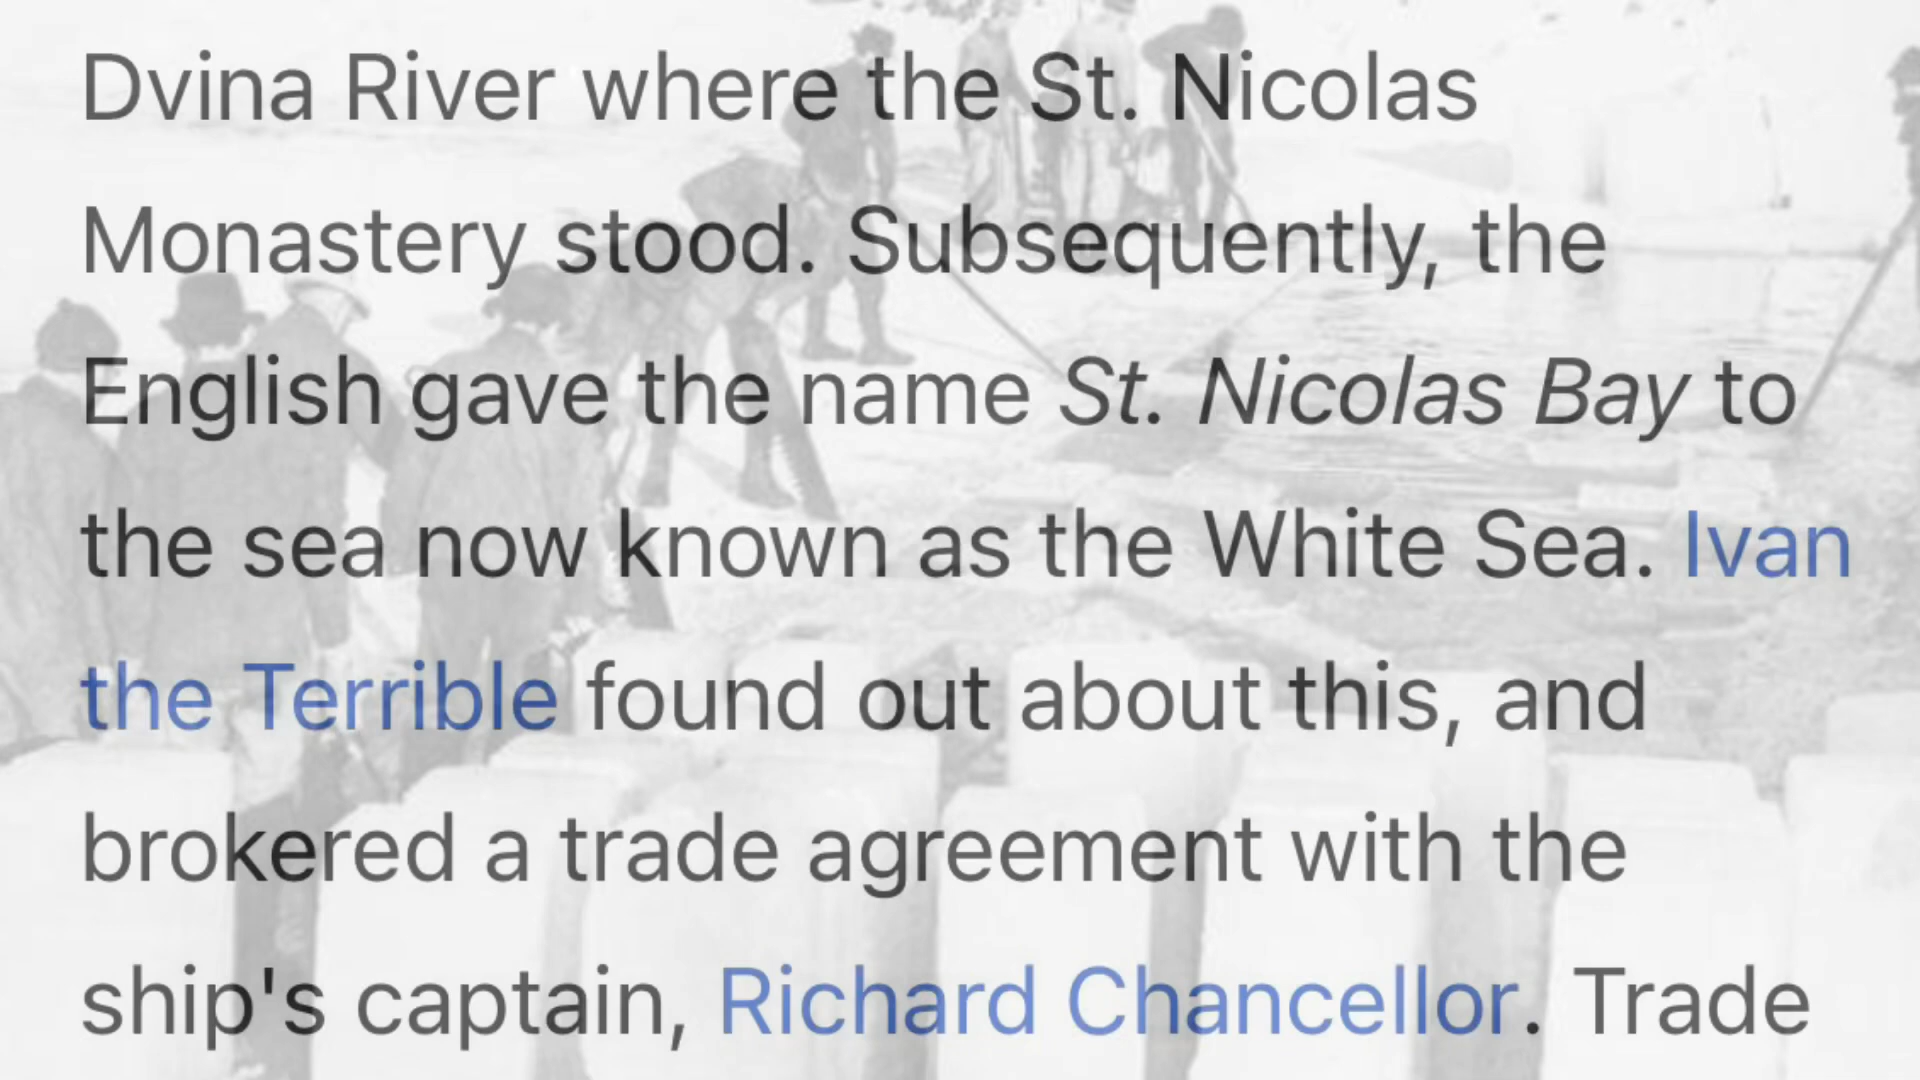 Dvina River where the St. Nicolas
Monastery stood. Subsequently, the
English gave the name St. Nicolas Bay to
the sea now known as the White Sea. Ivan
the Terrible found out about this, and
brokered a trade agreement with the
ship's captain, Richard Chancellor. Trade